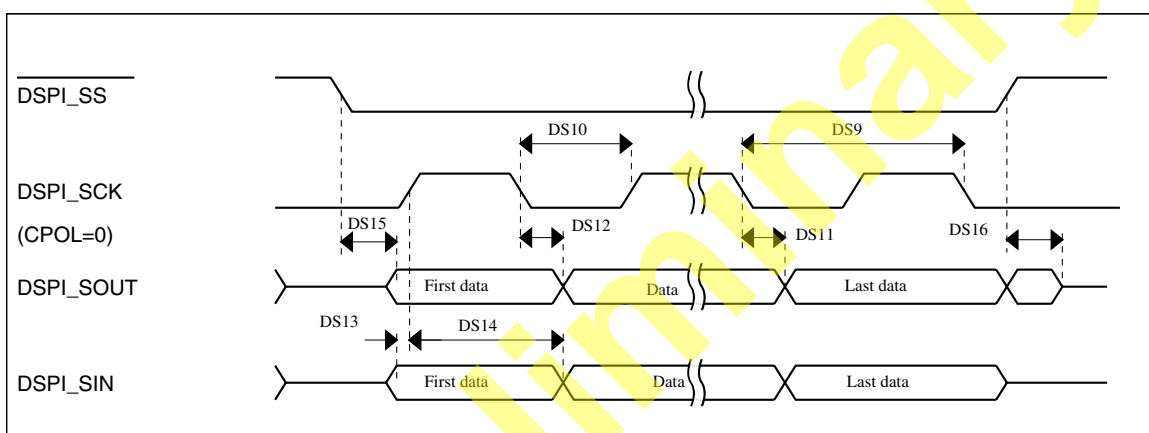 DSPI_SS
DS10
DS9
DSPI_SCK
(CPOL=0)
DS15
DS12
DS11
DS16
DSPI_SOUT
First data
Data
Last data
DS13
DS14
DSPI_SIN
First data
Data
Last data
liminary